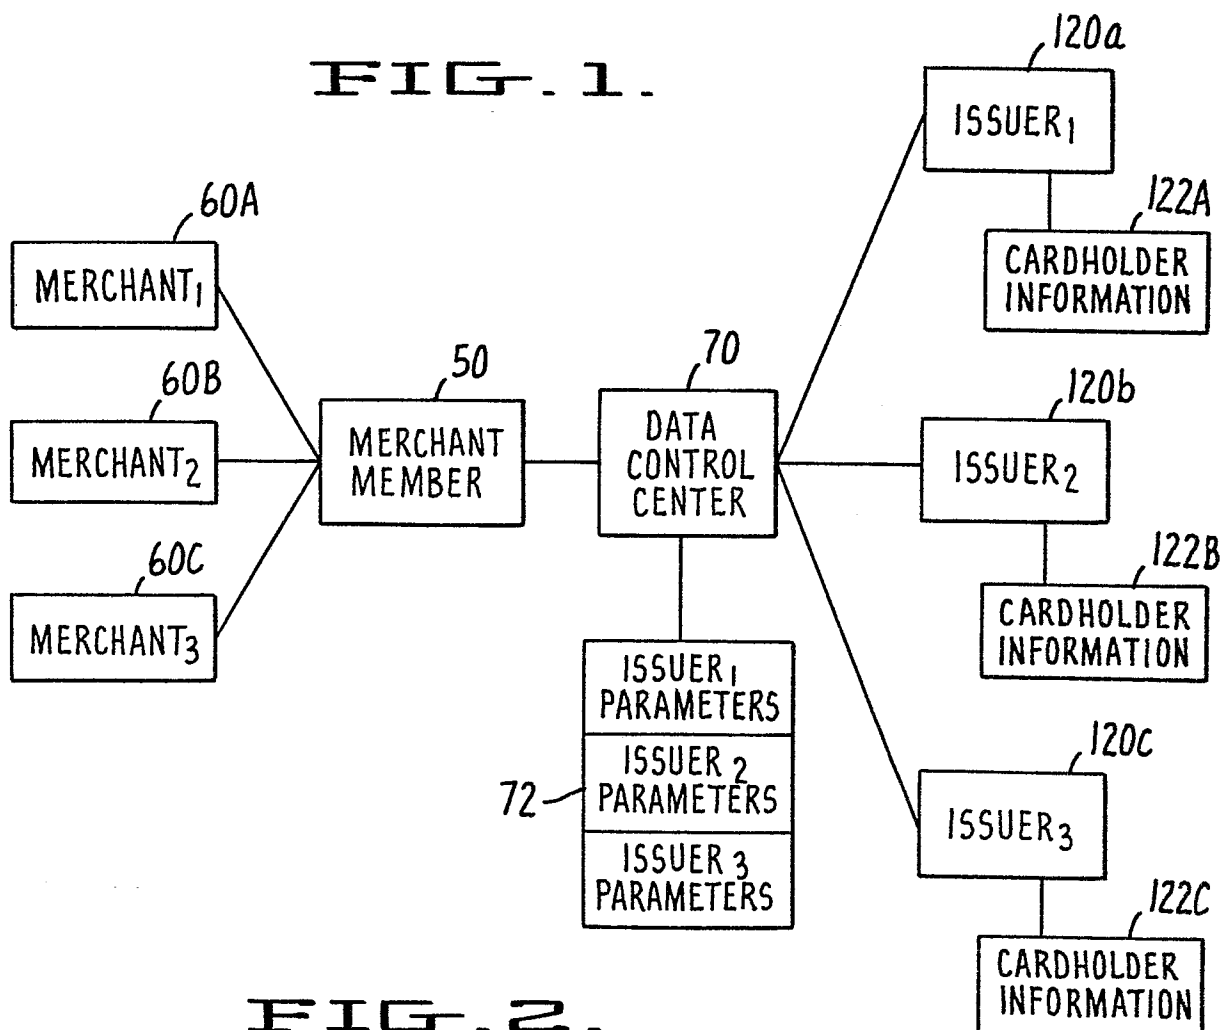 FIG. 1.
60A
MERCHANT1
60B
MERCHANT2
60C
MERCHANT3
50
MERCHANT
MEMBER
70
DATA
CONTROL
CENTER
72
ISSUER1
PARAMETERS
ISSUER 2
PARAMETERS
ISSUER 3
PARAMETERS
120a
ISSUER1
122A
CARDHOLDER
INFORMATION
120b
ISSUER2
122B
CARDHOLDER
INFORMATION
120C
ISSUER3
122C
CARDHOLDER
INFORMATION
FIG. 2.